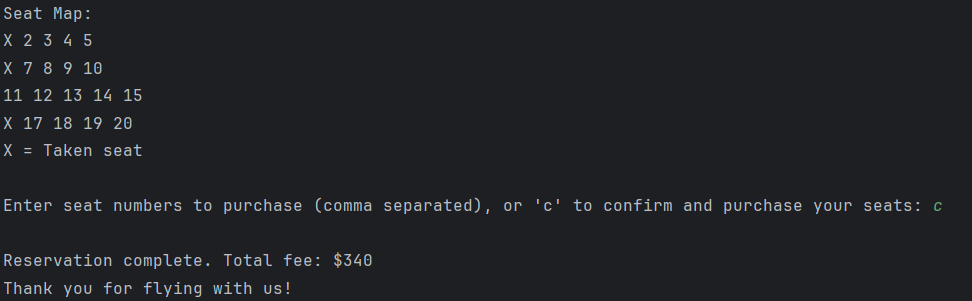 Seat Map:
X 2 3 4 5
X 7 8 9 10
11 12 13 14 15
X 17 18 19 20
X = Taken seat
Enter seat numbers to purchase (comma separated), or 'c' to confirm and purchase your seats: c
Reservation complete. Total fee: $340
Thank you for flying with us!